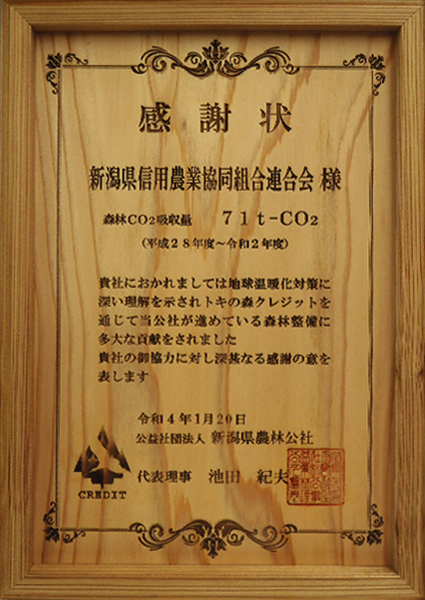 感謝状
新潟県信用農業協同組合連合会 様
森林CO2吸収量 71t-CO2
(平成28年度~令和2年度)
貴社におかれましては地球温暖化対策に
深い理解を示されトキの森クレジットを
通じて当公社が進めている森林整備に
多大な貢献をされました
貴社の御協力に対し深甚なる感謝の意を
表します
令和4年1月20日
公益社団法人 新潟県農林公社
代表理事 池田 紀夫
CREDIT